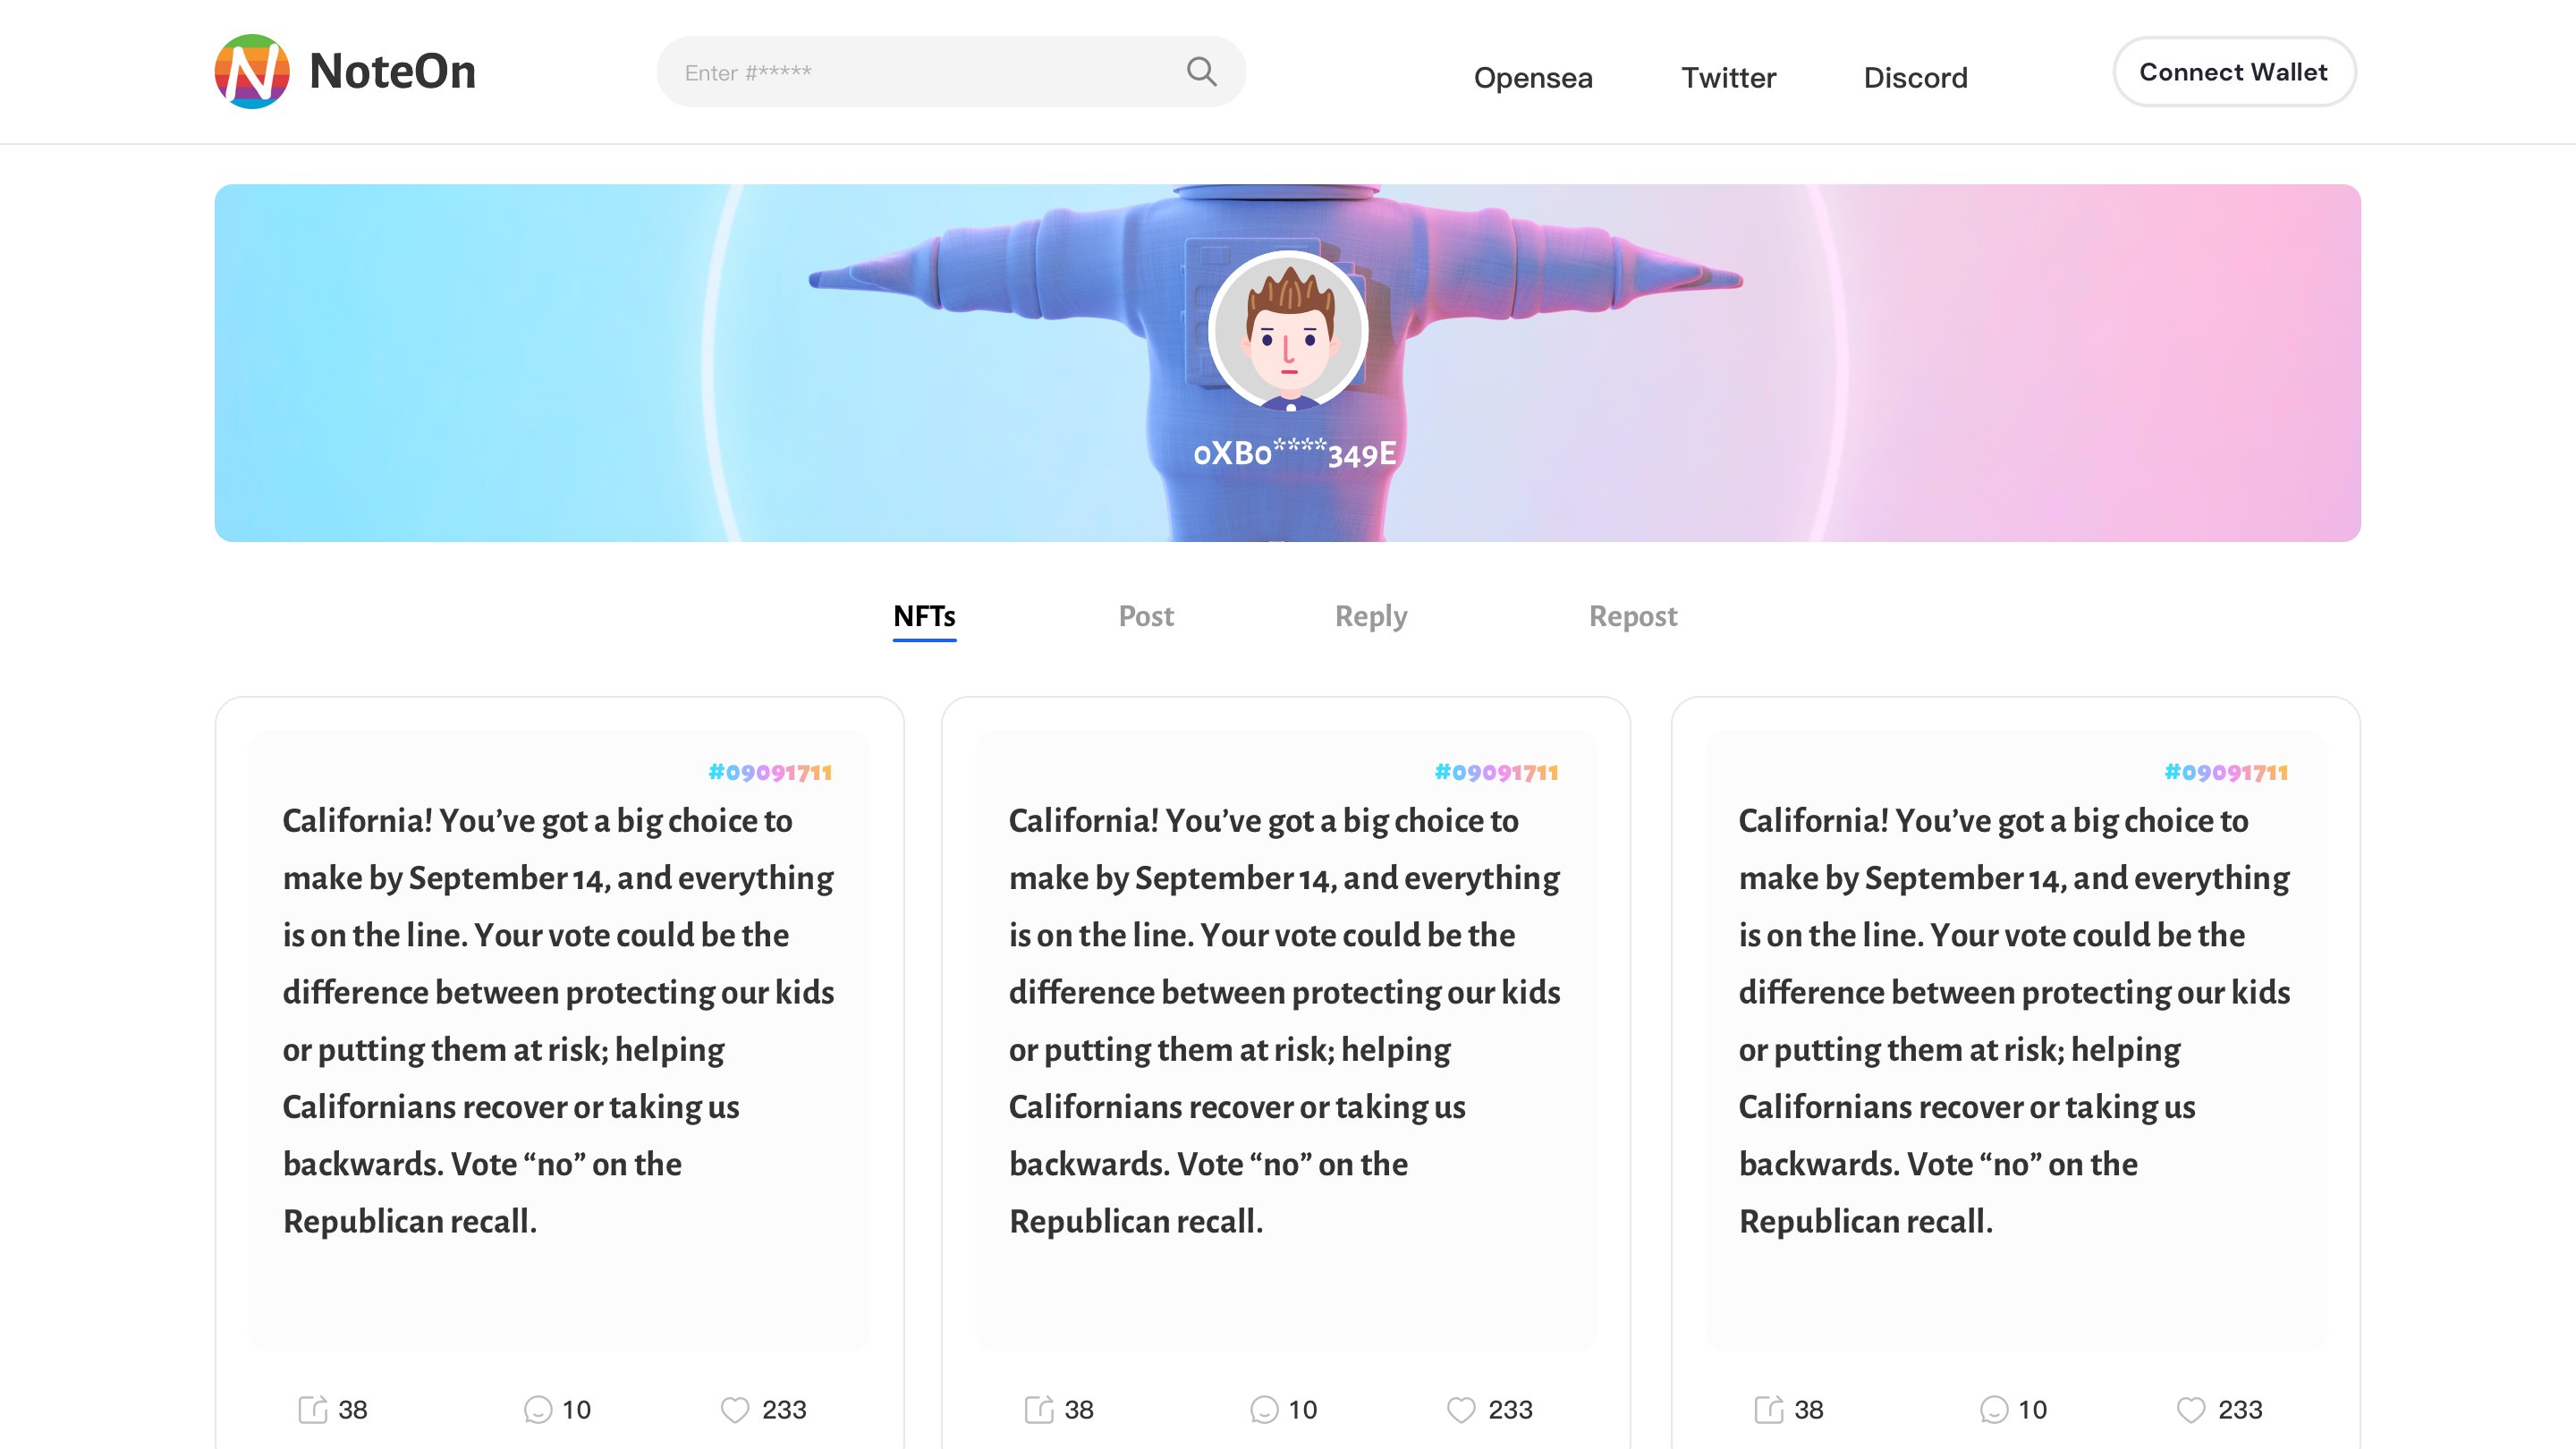 NoteOn
Enter #*****
Opensea
Twitter
Discord
Connect Wallet
0XB0****349E
NFTs
Post
Reply
Repost
#09091711
California! You’ve got a big choice to
make by September 14, and everything
is on the line. Your vote could be the
difference between protecting our kids
or putting them at risk; helping
Californians recover or taking us
backwards. Vote “no” on the
Republican recall.
38
10
233
#09091711
California! You’ve got a big choice to
make by September 14, and everything
is on the line. Your vote could be the
difference between protecting our kids
or putting them at risk; helping
Californians recover or taking us
backwards. Vote “no” on the
Republican recall.
38
10
233
#09091711
California! You’ve got a big choice to
make by September 14, and everything
is on the line. Your vote could be the
difference between protecting our kids
or putting them at risk; helping
Californians recover or taking us
backwards. Vote “no” on the
Republican recall.
38
10
233